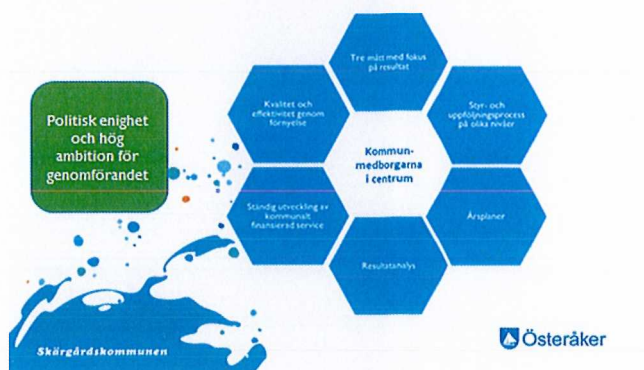 Politisk enighet
och hög
ambition för
genomförandet
Tre mått med fokus
på resultat
Kvalitet och
effektivitet genom
förnyelse
Styr- och
uppföljningsprocess
på olika nivåer
Kommun-
medborgarna
i centrum
Ständig utveckling av
kommunalt
finansierad service
Årsplaner
Resultatanalys
Skärgårdskommunen
Österåker